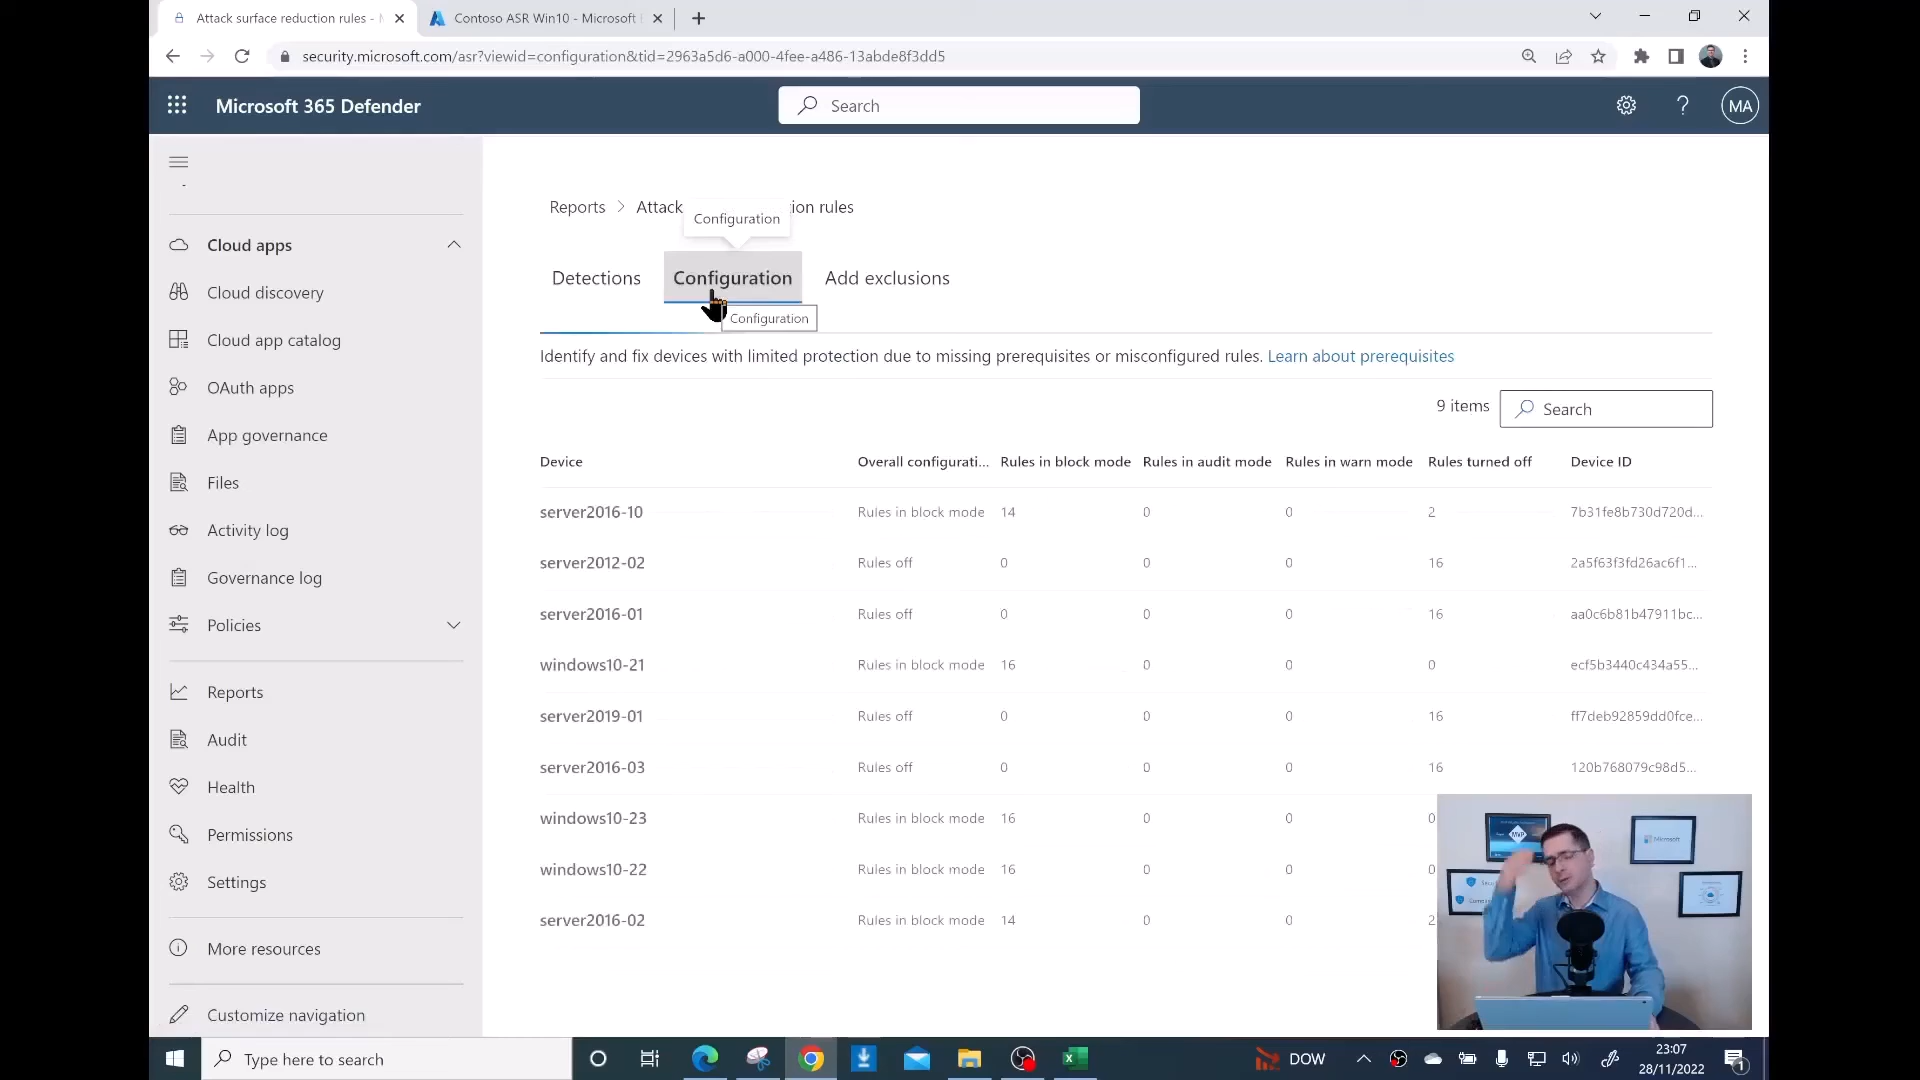 Attack surface reduction rules -
Contoso ASR Win10 - Microsoft
security.microsoft.com/asr?viewid=configuration&tid=2963a5d6-a000-4fee-a486-13abde8f3dd5
Microsoft 365 Defender
Search
MA
Cloud apps
Cloud discovery
Cloud app catalog
OAuth apps
App governance
Files
Activity log
Governance log
Policies
Reports
Audit
Health
Permissions
Settings
More resources
Customize navigation
Reports > Attack ion rules
Configuration
Detections Configuration Add exclusions
Configuration
Identify and fix devices with limited protection due to missing prerequisites or misconfigured rules. Learn about prerequisites
9 items Search
Device Overall configurati... Rules in block mode Rules in audit mode Rules in warn mode Rules turned off Device ID
server2016-10 Rules in block mode 14 0 0 2 7b31fe8b730d720d...
server2012-02 Rules off 0 0 0 16 2a5f63f3fd26ac6f1...
server2016-01 Rules off 0 0 0 16 aa0c6b81b47911bc...
windows10-21 Rules in block mode 16 0 0 0 ecf5b3440c434a55...
server2019-01 Rules off 0 0 0 16 ff7deb92859dd0fce...
server2016-03 Rules off 0 0 0 16 120b768079c98d5...
windows10-23 Rules in block mode 16 0 0 0
windows10-22 Rules in block mode 16 0 0 0
server2016-02 Rules in block mode 14 0 0 2
MVP
Microsoft
Type here to search
DOW
23:07
28/11/2022
1